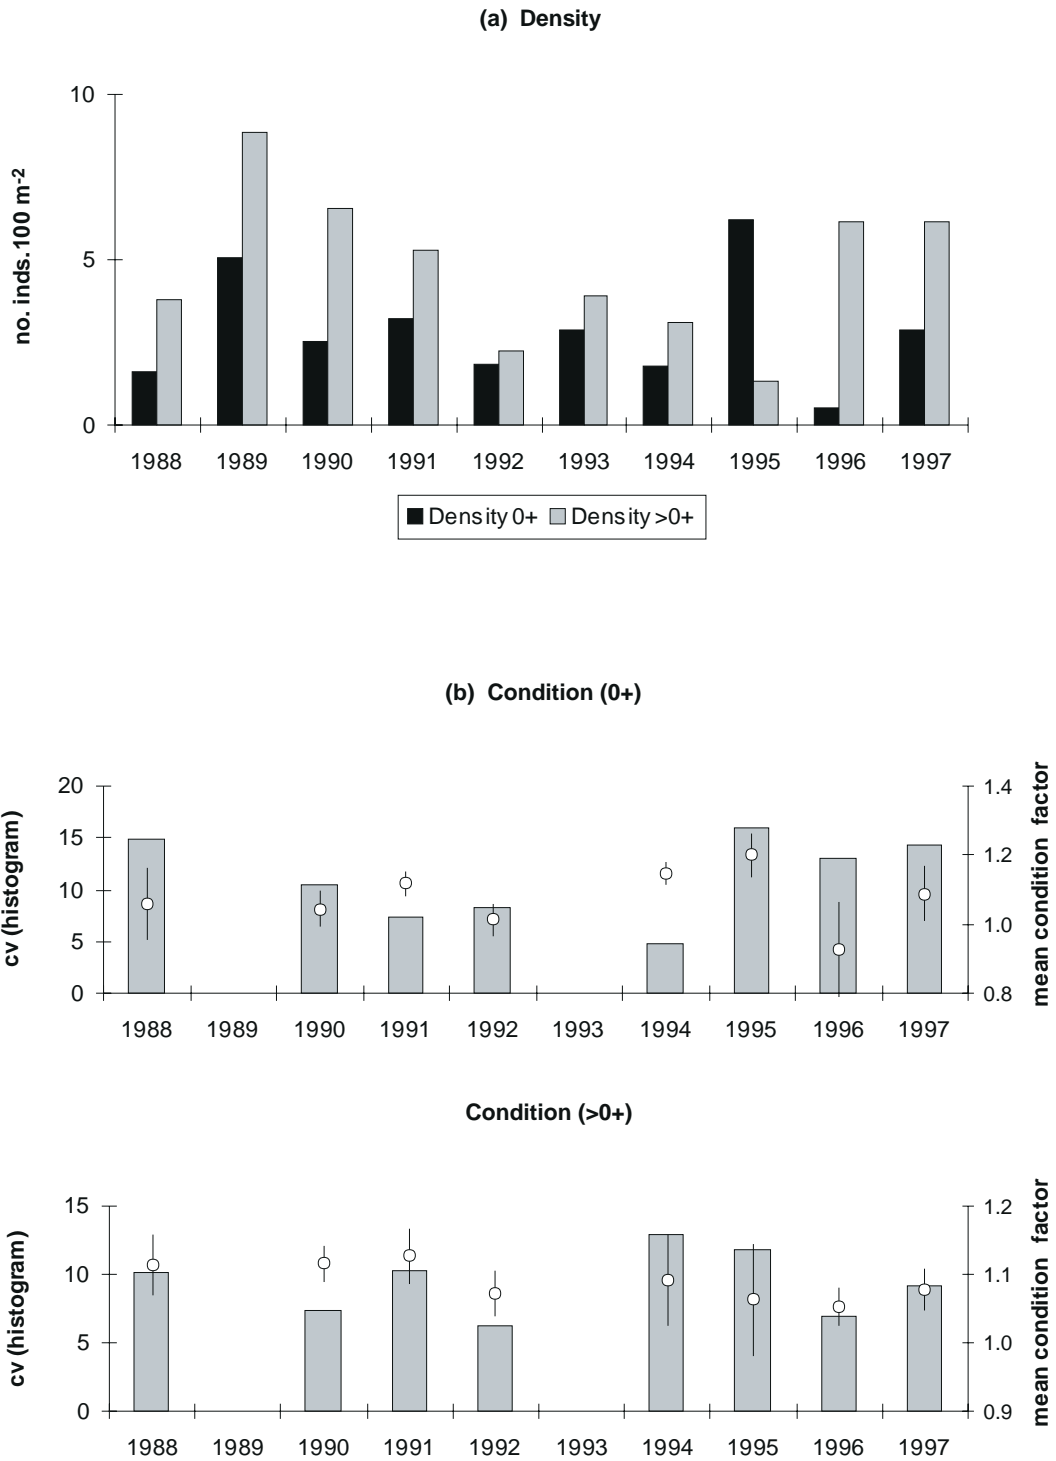 (a) Density
no. inds.100 m-2
10
5
0
1988 1989 1990 1991 1992 1993 1994 1995 1996 1997
Density 0+ Density >0+
(b) Condition (0+)
cv (histogram)
20
15
10
5
0
1.4
1.2
1.0
0.8
mean condition factor
1988 1989 1990 1991 1992 1993 1994 1995 1996 1997
Condition (>0+)
cv (histogram)
15
10
5
0
1.2
1.1
1.0
0.9
mean condition factor
1988 1989 1990 1991 1992 1993 1994 1995 1996 1997